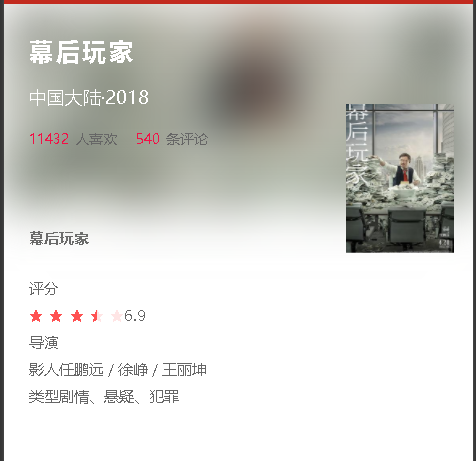 幕后玩家
中国大陆·2018
11432 人喜欢 540 条评论
幕后玩家
幕后玩家
评分
6.9
导演
影人任鹏远 / 徐峥 / 王丽坤
类型剧情、悬疑、犯罪